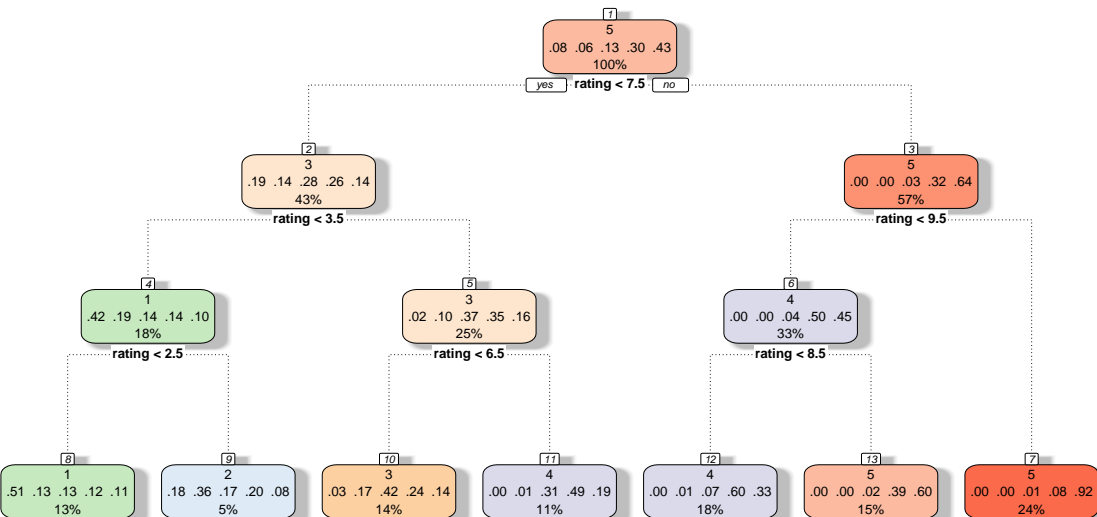 1
5
.08 .06 .13 .30 .43
100%
yes rating < 7.5 no
2
3
.19 .14 .28 .26 .14
43%
rating < 3.5
3
5
.00 .00 .03 .32 .64
57%
rating < 9.5
4
1
.42 .19 .14 .14 .10
18%
rating < 2.5
5
3
.02 .10 .37 .35 .16
25%
rating < 6.5
6
4
.00 .00 .04 .50 .45
33%
rating < 8.5
8
1
.51 .13 .13 .12 .11
13%
9
2
.18 .36 .17 .20 .08
5%
10
3
.03 .17 .42 .24 .14
14%
11
4
.00 .01 .31 .49 .19
11%
12
4
.00 .01 .07 .60 .33
18%
13
5
.00 .00 .02 .39 .60
15%
7
5
.00 .00 .01 .08 .92
24%